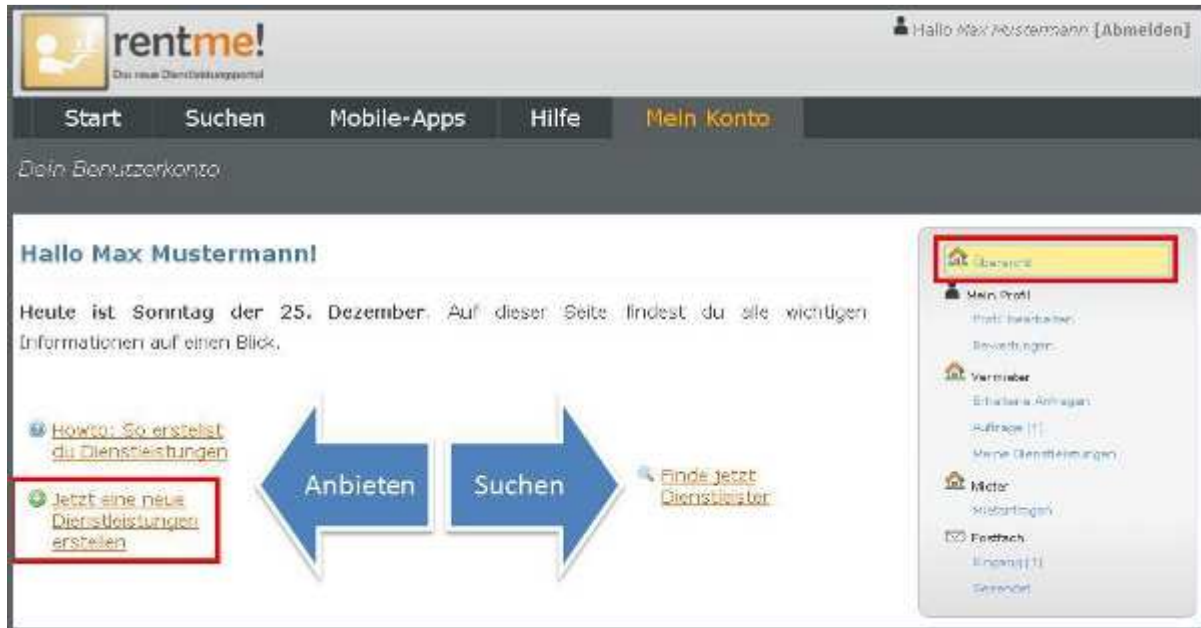 rentme!
Das neue Dienstleistungsportal
Hallo Max Mustermann [Abmelden]
Start Suchen Mobile-Apps Hilfe Mein Konto
Dein Benutzerkonto
Hallo Max Mustermann!
Heute ist Sonntag der 25. Dezember. Auf dieser Seite findest du alle wichtigen
Informationen auf einen Blick.
Howto: So erstellst
du Dienstleistungen
Jetzt eine neue
Dienstleistungen
erstellen
Anbieten
Suchen
Finde jetzt
Dienstleister
Übersicht
Mein Profil
Profil bearbeiten
Bewertungen
Vermieter
Erhaltene Anfragen
Aufträge (1)
Meine Dienstleistungen
Mieter
Mietanfragen
Postfach
Eingang (1)
Gesendet